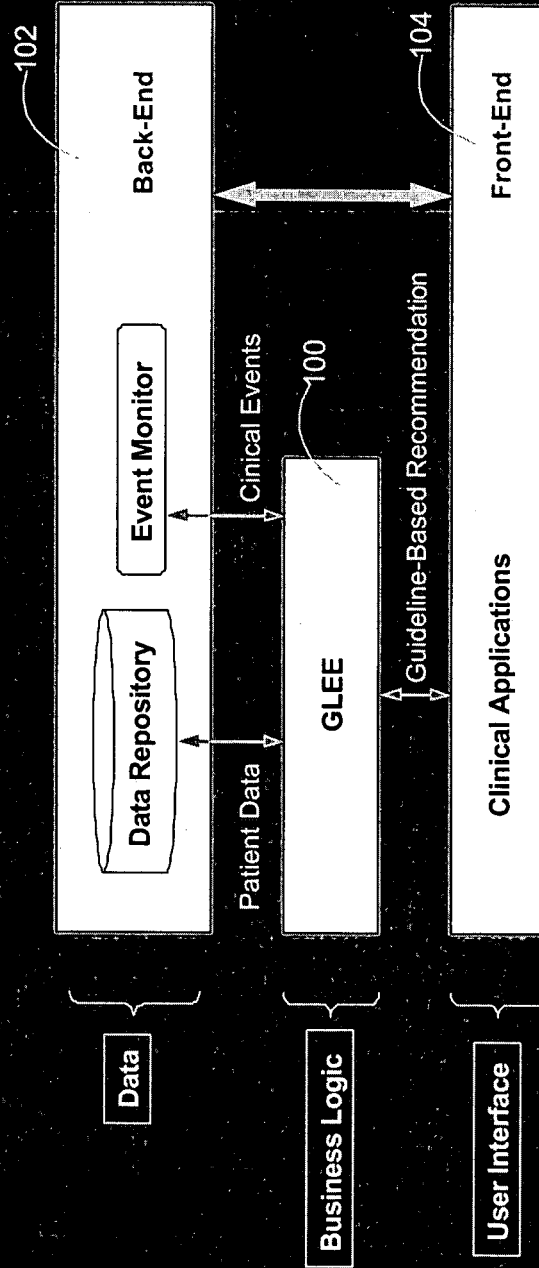 102
Data
Data Repository
Event Monitor
Back-End
Patient Data
Cinical Events
Business Logic
GLEE
100
Guideline-Based Recommendation
104
User Interface
Clinical Applications
Front-End